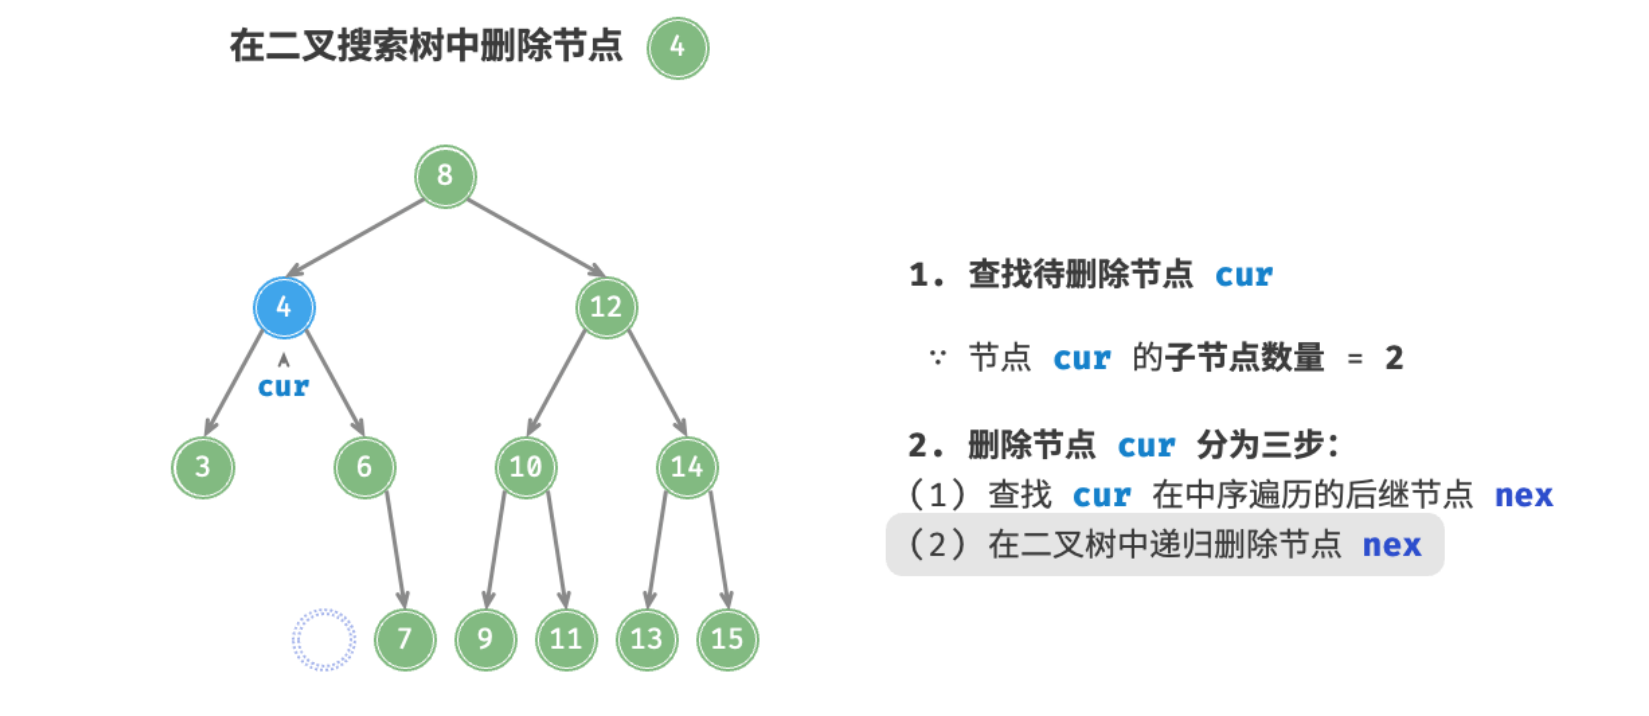 在二叉搜索树中删除节点 4
8
4
12
cur
3
6
10
14
7
9
11
13
15
1. 查找待删除节点 cur
∵ 节点 cur 的子节点数量 = 2
2. 删除节点 cur 分为三步：
(1) 查找 cur 在中序遍历的后继节点 nex
(2) 在二叉树中递归删除节点 nex